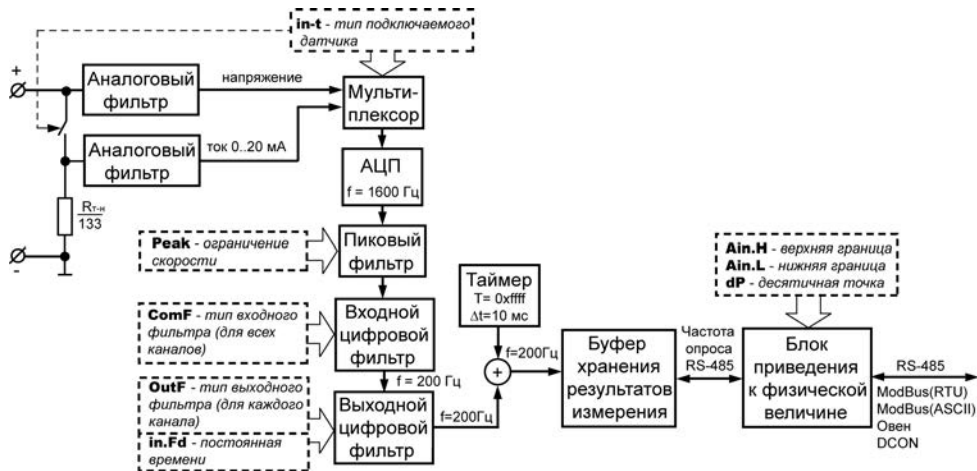 in-t - тип подключаемого
датчика
+
Аналоговый
фильтр
напряжение
Мульти-
плексор
Аналоговый
фильтр
ток 0..20 мА
АЦП
f = 1600 Гц
Rт-н
133
-
Peak - ограничение
скорости
Пиковый
фильтр
Ain.H - верхняя граница
Ain.L - нижняя граница
dP - десятичная точка
Таймер
T= 0xffff
Δt=10 мс
ComF - тип входного
фильтра (для всех
каналов)
Входной
цифровой
фильтр
f = 200 Гц
+
f=200Гц
Буфер
хранения
результатов
измерения
Частота
опроса
RS-485
Блок
приведения
к физической
величине
RS-485
ModBus(RTU)
ModBus(ASCII)
Овен
DCON
OutF - тип выходного
фильтра (для каждого
канала)
in.Fd - постоянная
времени
Выходной
цифровой
фильтр
f=200Гц